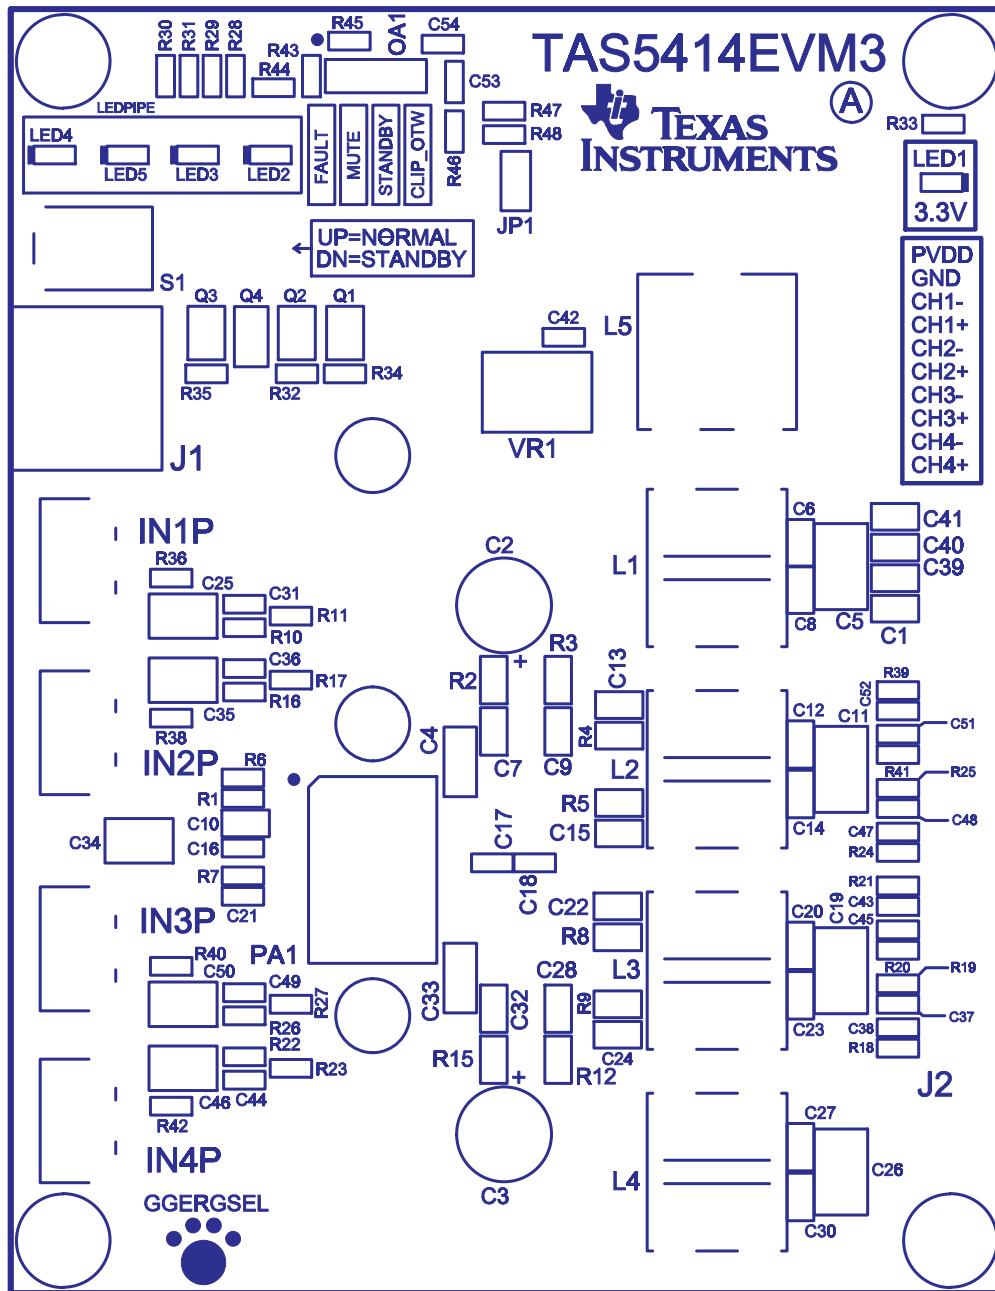 R30
R31
R29
R28
R43
R44
R45
OA1
C54
C53
R46
R47
R48
JP1
TAS5414EVM3
A
TEXAS
INSTRUMENTS
R33
LED1
3.3V
LEDPIPE
LED4
LED5
LED3
LED2
FAULT
MUTE
STANDBY
CLIP_OTW
UP=NORMAL
DN=STANDBY
S1
PVDD
GND
CH1-
CH1+
CH2-
CH2+
CH3-
CH3+
CH4-
CH4+
Q3
Q4
Q2
Q1
R35
R32
R34
C42
VR1
L5
J1
IN1P
R36
C25
C31
R11
R10
C36
R17
R16
C35
R38
IN2P
R6
R1
C10
C16
C34
R7
C21
IN3P
PA1
R40
C50
C49
R27
R26
R22
R23
C44
C46
R42
IN4P
GGERGSEL
C2
+
R2
R3
C7
C9
C4
C17
C18
C33
C32
C28
R15
R12
+
C3
C13
R4
R5
C15
C22
R8
R9
C24
L1
L2
L3
L4
C6
C8
C5
C41
C40
C39
C1
C12
C11
C14
R39
C52
C51
R41
R25
C48
C47
R24
R21
C43
C45
C19
C20
C23
R20
R19
C37
C38
R18
J2
C27
C26
C30